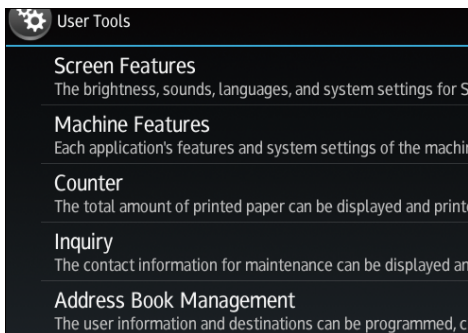 User Tools
Screen Features
The brightness, sounds, languages, and system settings for S
Machine Features
Each application's features and system settings of the machin
Counter
The total amount of printed paper can be displayed and printe
Inquiry
The contact information for maintenance can be displayed an
Address Book Management
The user information and destinations can be programmed, c